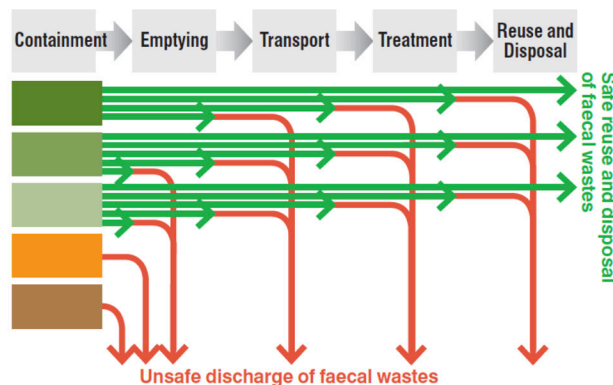 Containment
Emptying
Transport
Treatment
Reuse and
Disposal
Safe reuse and disposal
of faecal wastes
Unsafe discharge of faecal wastes